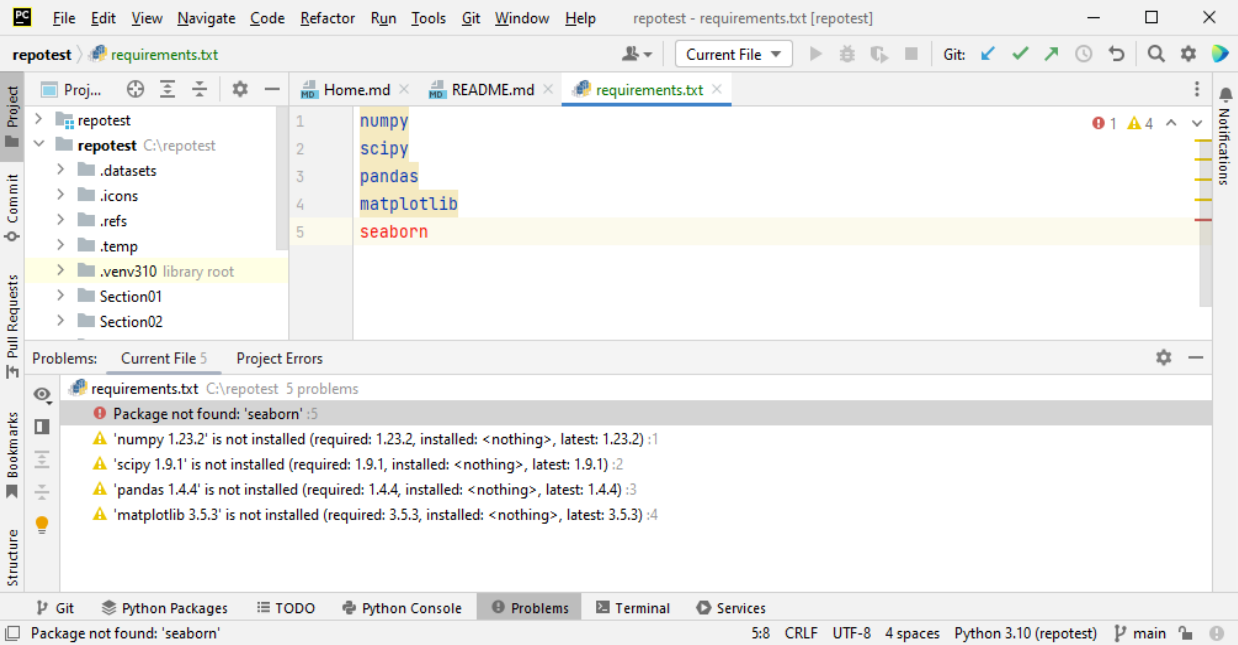 PC File Edit View Navigate Code Refactor Run Tools Git Window Help repotest - requirements.txt [repotest]
repotest requirements.txt Current File Git:
Project
Commit
Pull Requests
Bookmarks
Structure
Proj...
repotest
repotest C:\repotest
.datasets
.icons
.refs
.temp
.venv310 library root
Section01
Section02
MD Home.md MD README.md requirements.txt
1 numpy
2 scipy
3 pandas
4 matplotlib
5 seaborn
1 4
Notifications
Problems: Current File 5 Project Errors
requirements.txt C:\repotest 5 problems
Package not found: 'seaborn' :5
'numpy 1.23.2' is not installed (required: 1.23.2, installed: <nothing>, latest: 1.23.2) :1
'scipy 1.9.1' is not installed (required: 1.9.1, installed: <nothing>, latest: 1.9.1) :2
'pandas 1.4.4' is not installed (required: 1.4.4, installed: <nothing>, latest: 1.4.4) :3
'matplotlib 3.5.3' is not installed (required: 3.5.3, installed: <nothing>, latest: 3.5.3) :4
Git Python Packages TODO Python Console Problems Terminal Services
Package not found: 'seaborn' 5:8 CRLF UTF-8 4 spaces Python 3.10 (repotest) main